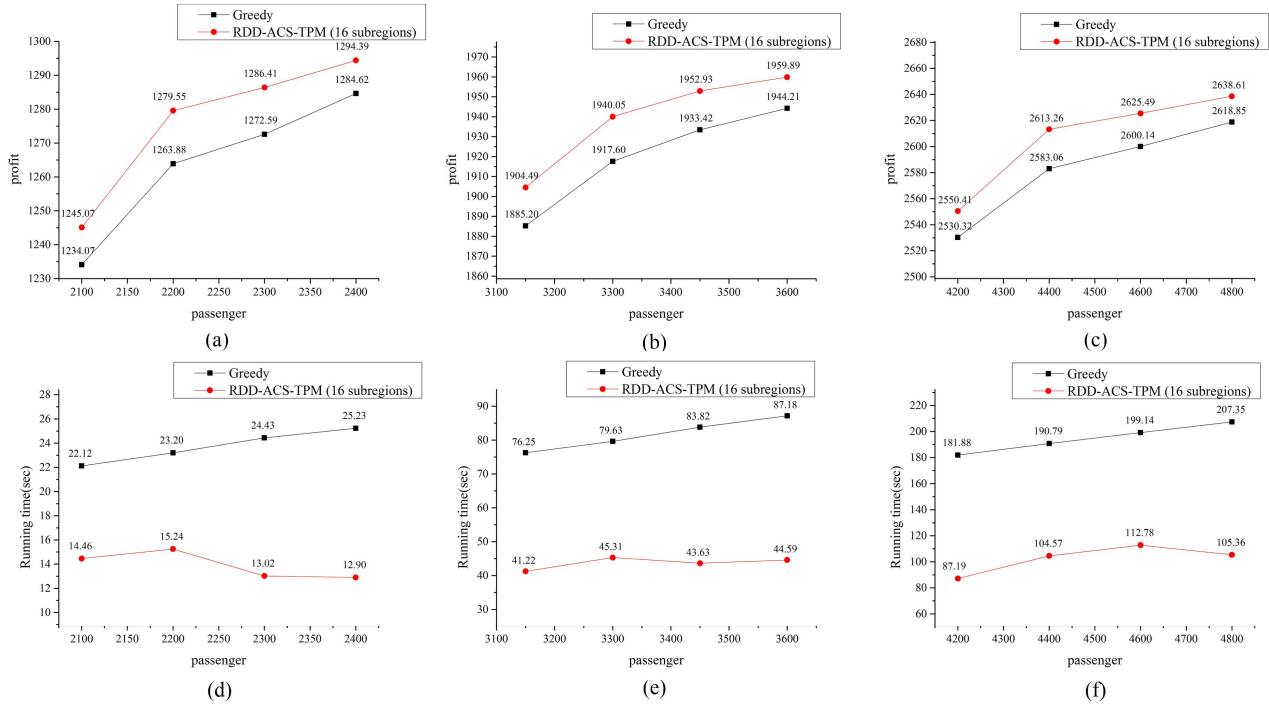 Greedy
RDD-ACS-TPM (16 subregions)
1300
1290
1280
1270
1260
1250
1240
1230
profit
1245.07
1279.55
1286.41
1294.39
1234.07
1263.88
1272.59
1284.62
2100 2150 2200 2250 2300 2350 2400
passenger
(a)
Greedy
RDD-ACS-TPM (16 subregions)
1980
1970
1960
1950
1940
1930
1920
1910
1900
1890
1880
1870
1860
profit
1904.49
1940.05
1952.93
1959.89
1885.20
1917.60
1933.42
1944.21
3100 3200 3300 3400 3500 3600
passenger
(b)
Greedy
RDD-ACS-TPM (16 subregions)
2680
2660
2640
2620
2600
2580
2560
2540
2520
2500
profit
2550.41
2613.26
2625.49
2638.61
2530.32
2583.06
2600.14
2618.85
4200 4300 4400 4500 4600 4700 4800
passenger
(c)
Greedy
RDD-ACS-TPM (16 subregions)
28
26
24
22
20
18
16
14
12
10
Running time(sec)
22.12
23.20
24.43
25.23
14.46
15.24
13.02
12.90
2100 2150 2200 2250 2300 2350 2400
passenger
(d)
Greedy
RDD-ACS-TPM (16 subregions)
90
80
70
60
50
40
30
Running time(sec)
76.25
79.63
83.82
87.18
41.22
45.31
43.63
44.59
3100 3200 3300 3400 3500 3600
passenger
(e)
Greedy
RDD-ACS-TPM (16 subregions)
220
200
180
160
140
120
100
80
60
Running time(sec)
181.88
190.79
199.14
207.35
87.19
104.57
112.78
105.36
4200 4300 4400 4500 4600 4700 4800
passenger
(f)